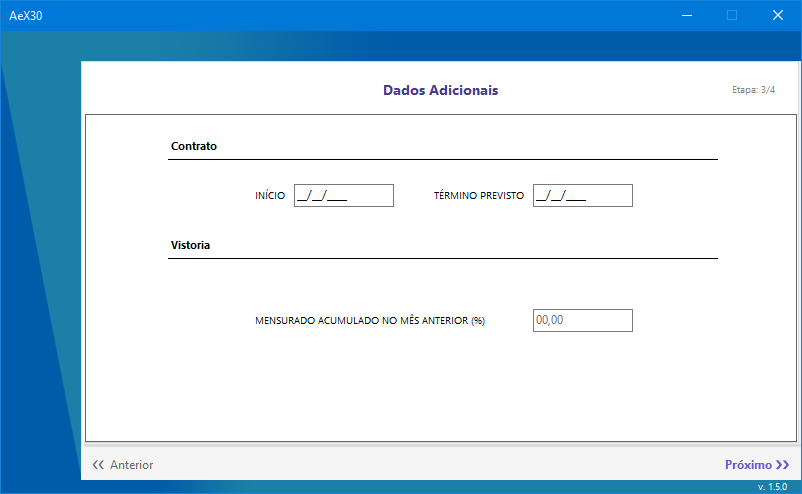 AeX30
Dados Adicionais
Etapa: 3/4
Contrato
INÍCIO __/__/____ TÉRMINO PREVISTO __/__/____
Vistoria
MENSURADO ACUMULADO NO MÊS ANTERIOR (%) 00,00
Anterior Próximo
v. 1.5.0